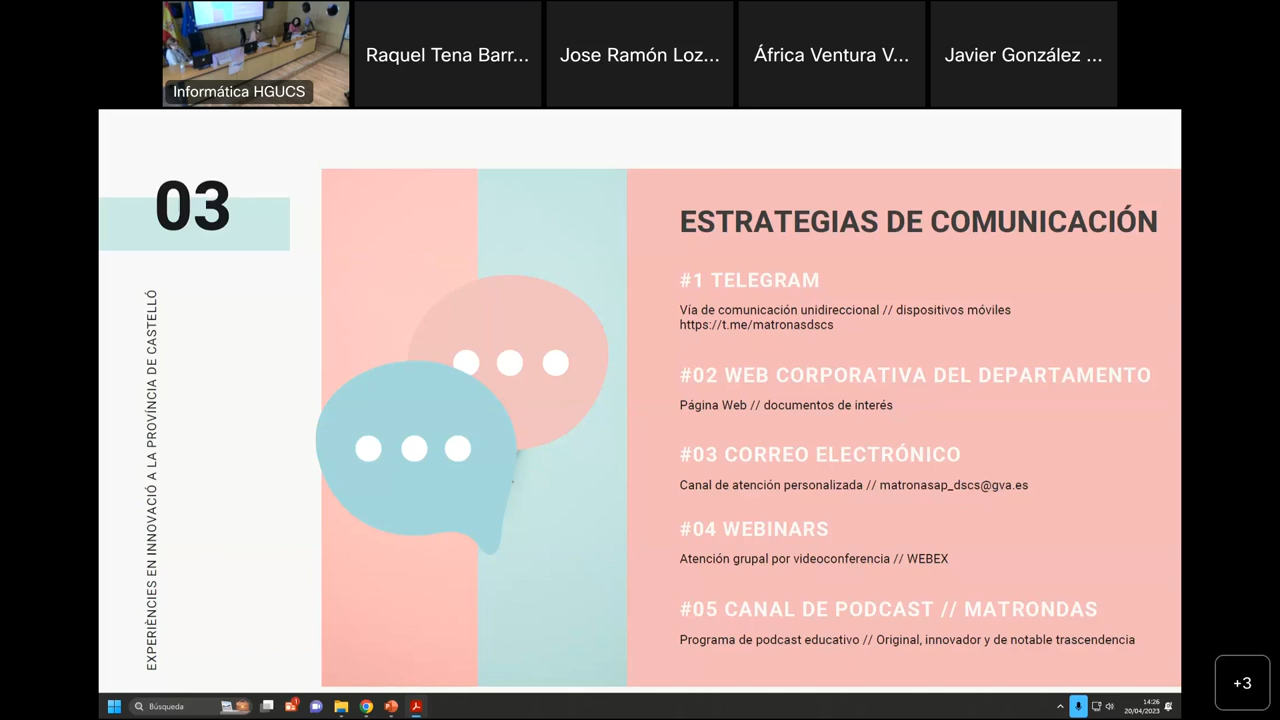 Informática HGUCS
Raquel Tena Barr...
Jose Ramón Loz...
África Ventura V...
Javier González ...
03
EXPERIÈNCIES EN INNOVACIÓ A LA PROVÍNCIA DE CASTELLÓ
ESTRATEGIAS DE COMUNICACIÓN
#1 TELEGRAM
Vía de comunicación unidireccional // dispositivos móviles
https://t.me/matronasdscs
#02 WEB CORPORATIVA DEL DEPARTAMENTO
Página Web // documentos de interés
#03 CORREO ELECTRÓNICO
Canal de atención personalizada // matronasap_dscs@gva.es
#04 WEBINARS
Atención grupal por videoconferencia // WEBEX
#05 CANAL DE PODCAST // MATRONDAS
Programa de podcast educativo // Original, innovador y de notable trascendencia
+3
Búsqueda
14:26
20/04/2023